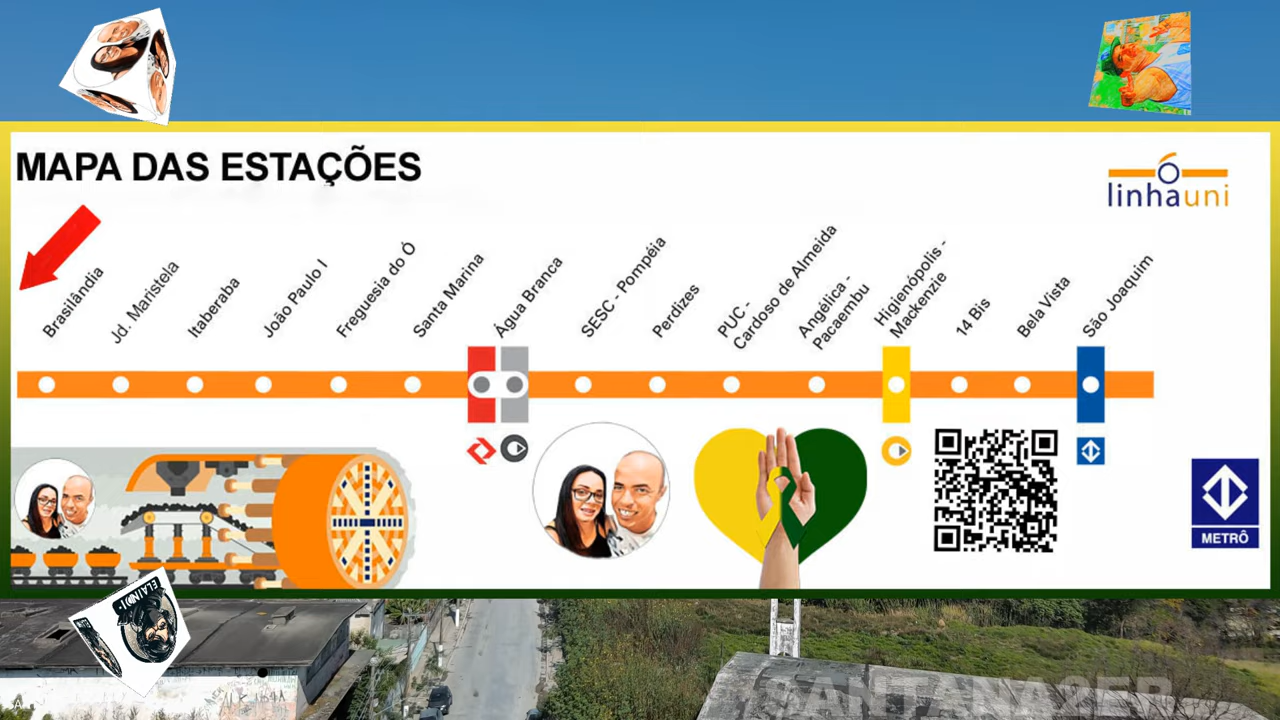 MAPA DAS ESTAÇÕES
linhauni
Brasilândia
Jd. Maristela
Itaberaba
João Paulo I
Freguesia do Ó
Santa Marina
Água Branca
SESC - Pompéia
Perdizes
PUC -
Cardoso de Almeida
Angélica -
Pacaembu
Higienópolis -
Mackenzie
14 Bis
Bela Vista
São Joaquim
METRÔ
SANTANA2ER